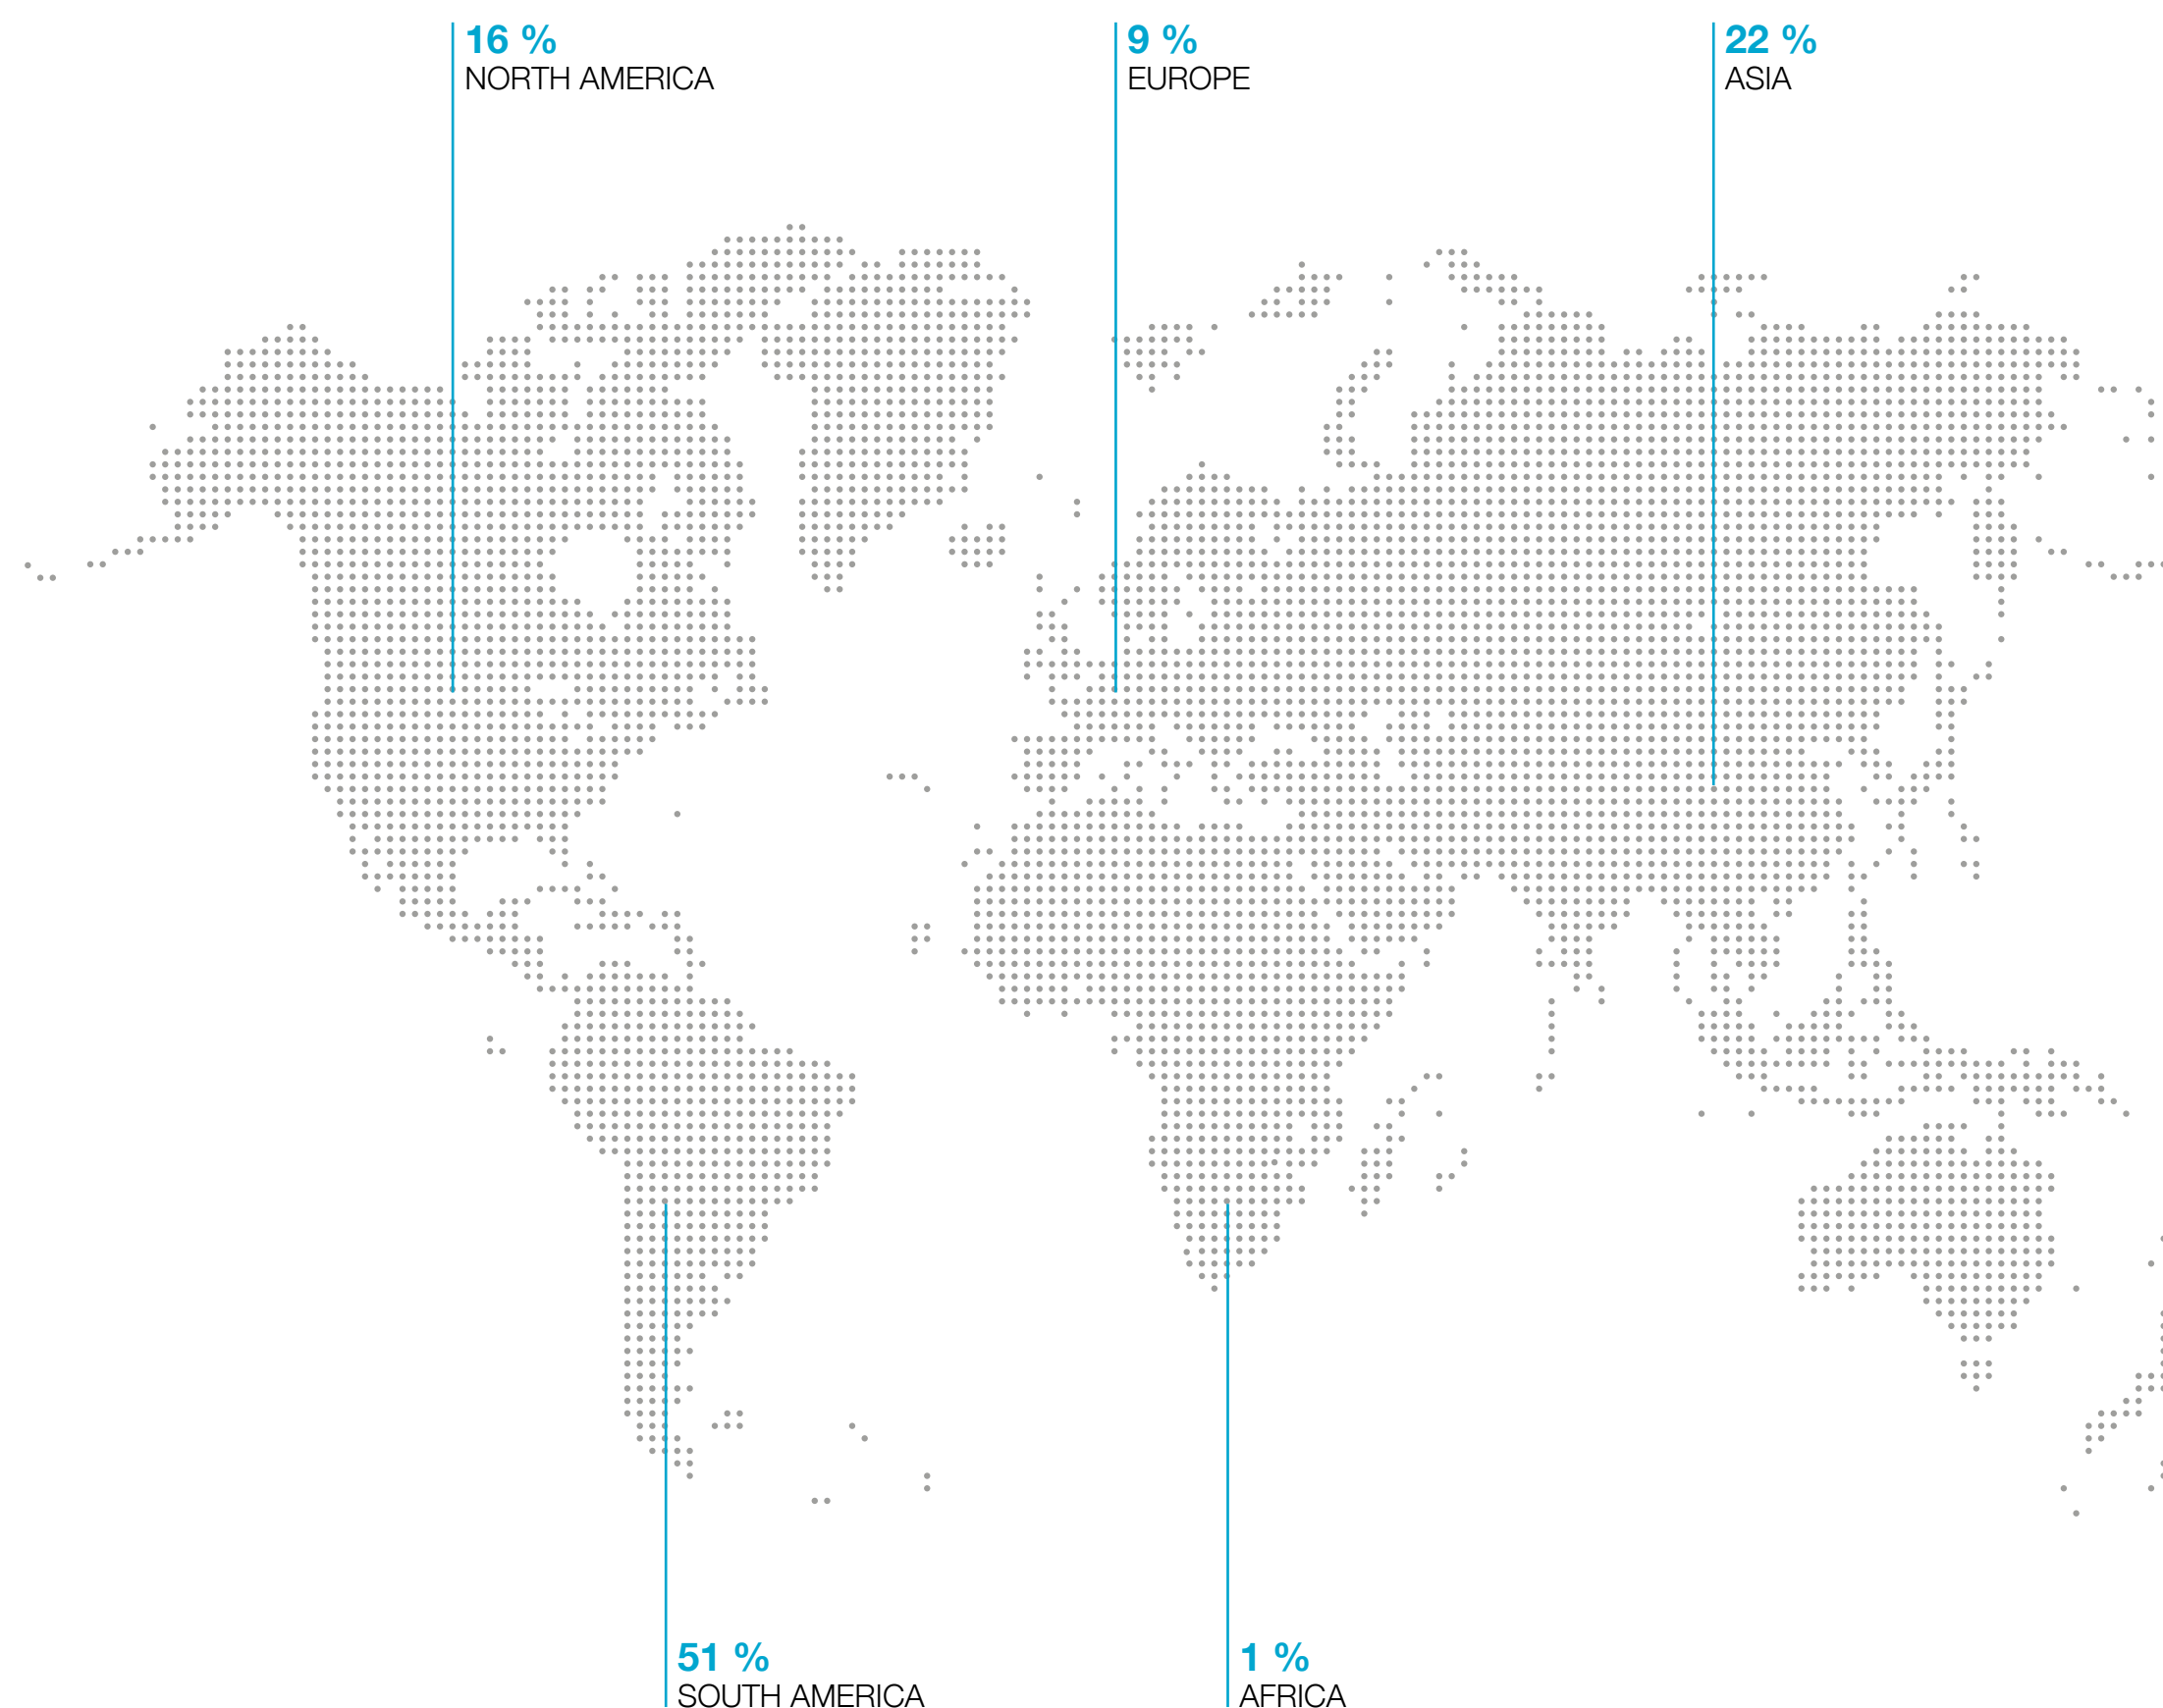 16 %
NORTH AMERICA
9 %
EUROPE
22 %
ASIA
51 %
SOUTH AMERICA
1 %
AFRICA